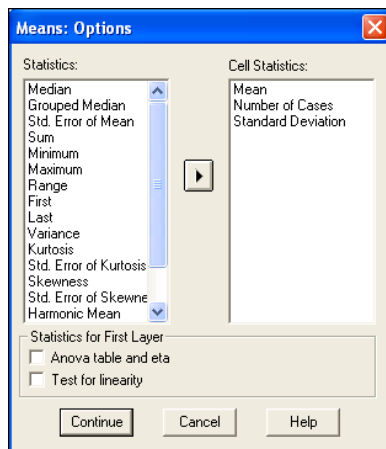 Means: Options
Statistics:
Median
Grouped Median
Std. Error of Mean
Sum
Minimum
Maximum
Range
First
Last
Variance
Kurtosis
Std. Error of Kurtosis
Skewness
Std. Error of Skewne
Harmonic Mean
Cell Statistics:
Mean
Number of Cases
Standard Deviation
Statistics for First Layer
Anova table and eta
Test for linearity
Continue
Cancel
Help